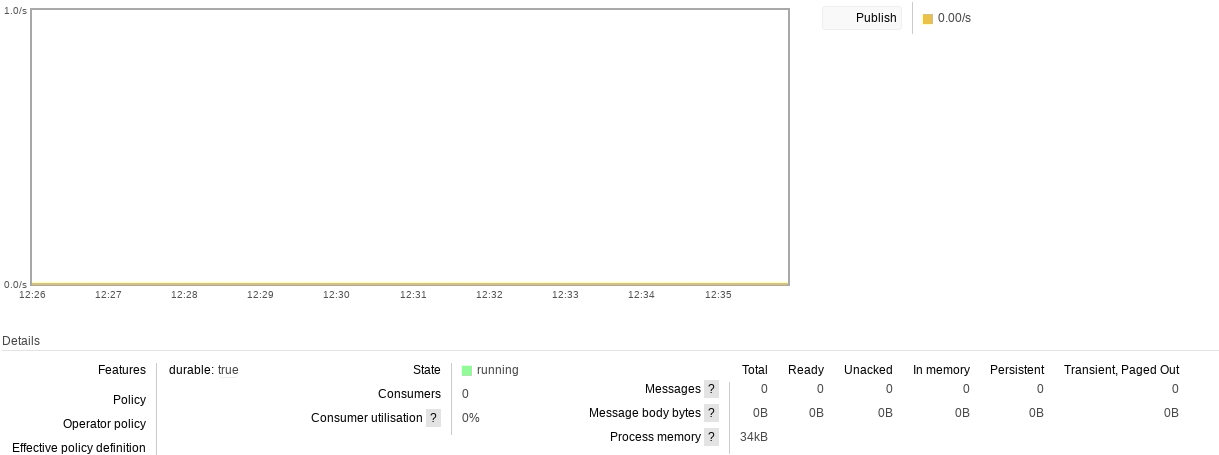 1.0/s
Publish 0.00/s
0.0/s
12:26 12:27 12:28 12:29 12:30 12:31 12:32 12:33 12:34 12:35
Details
Features durable: true
Policy
Operator policy
Effective policy definition
State running
Consumers 0
Consumer utilisation ? 0%
Total Ready Unacked In memory Persistent Transient, Paged Out
Messages ? 0 0 0 0 0 0
Message body bytes ? 0B 0B 0B 0B 0B 0B
Process memory ? 34kB